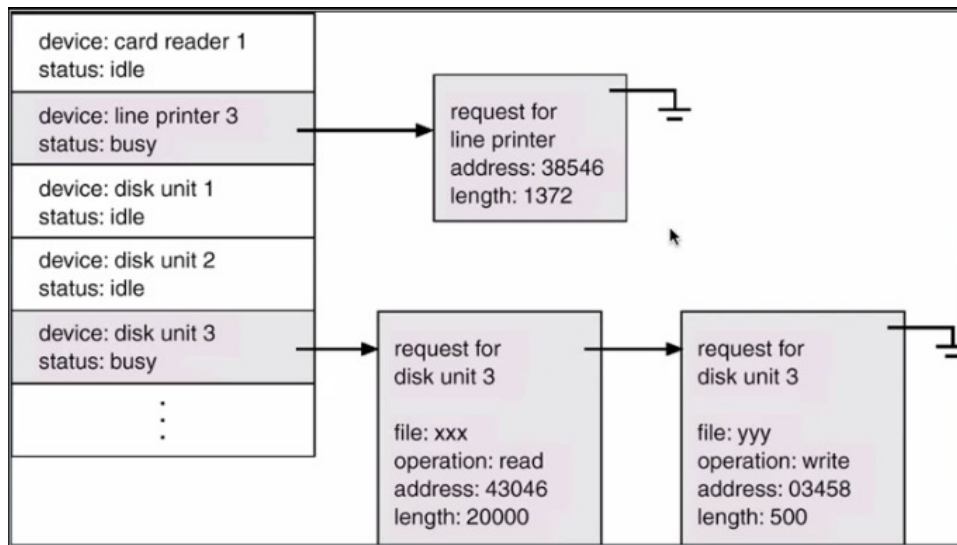 device: card reader 1
status: idle
device: line printer 3
status: busy
device: disk unit 1
status: idle
device: disk unit 2
status: idle
device: disk unit 3
status: busy
request for
line printer
address: 38546
length: 1372
request for
disk unit 3
file: xxx
operation: read
address: 43046
length: 20000
request for
disk unit 3
file: yyy
operation: write
address: 03458
length: 500